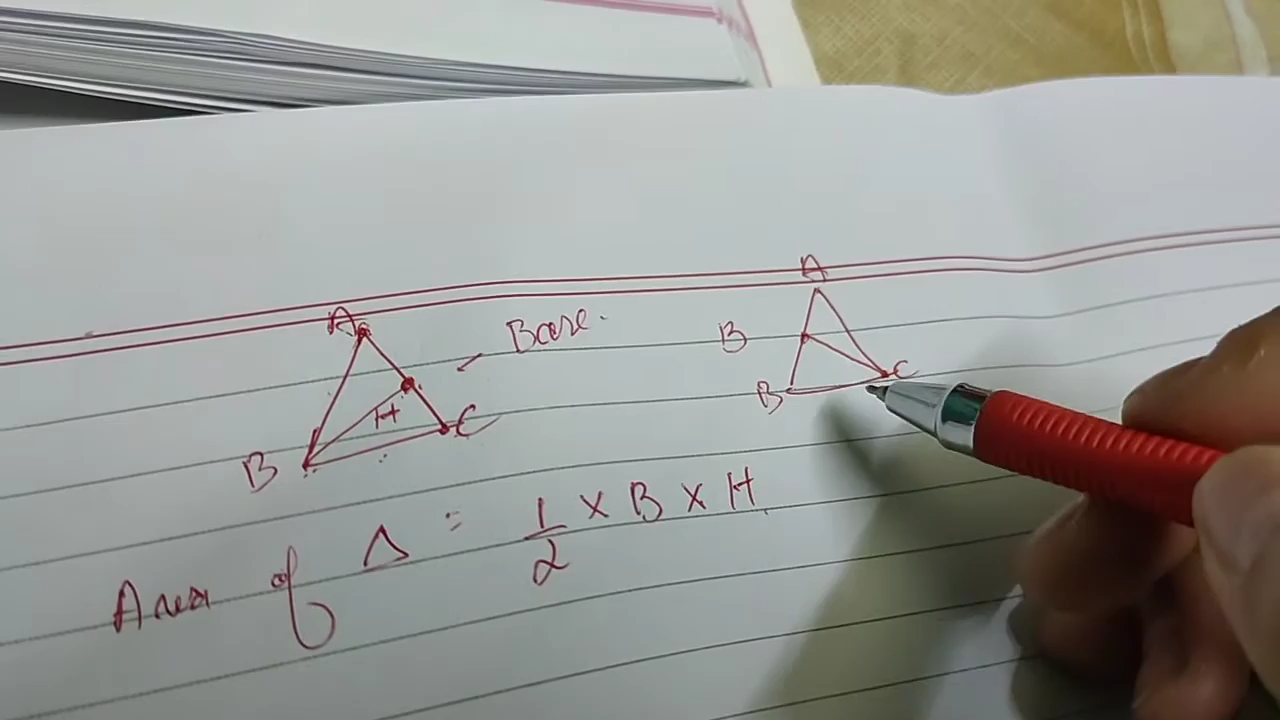 A
A Base.
B
H
C
C
B
B
Area of Δ = 1/2 × B × H